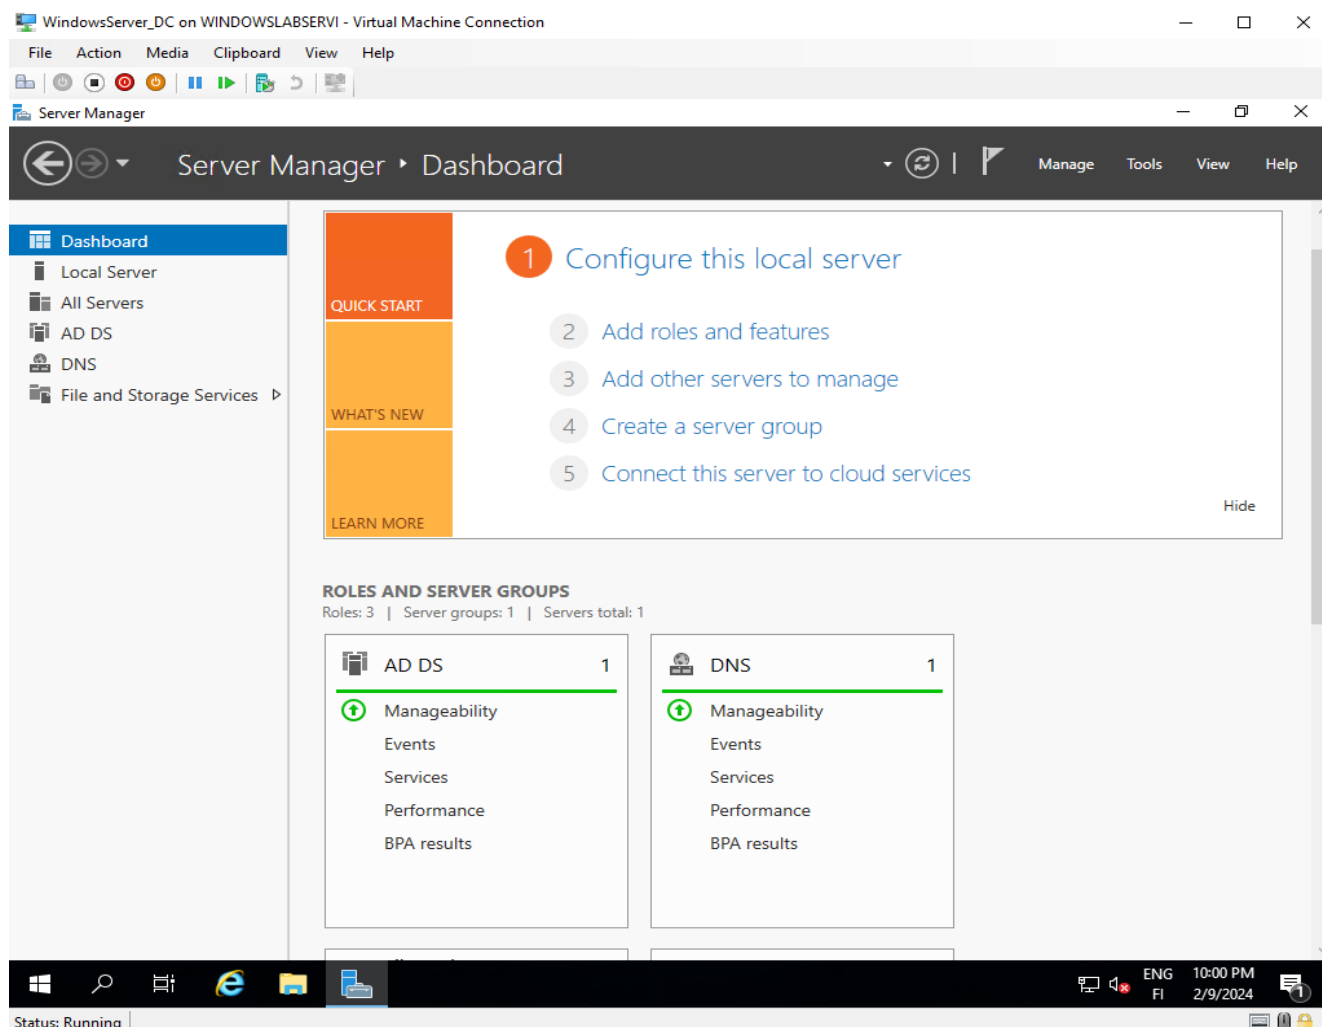 WindowsServer_DC on WINDOWSLABSERVI - Virtual Machine Connection
File Action Media Clipboard View Help
Server Manager
Server Manager • Dashboard
Manage Tools View Help
Dashboard
Local Server
All Servers
AD DS
DNS
File and Storage Services
QUICK START
WHAT'S NEW
LEARN MORE
1 Configure this local server
2 Add roles and features
3 Add other servers to manage
4 Create a server group
5 Connect this server to cloud services
Hide
ROLES AND SERVER GROUPS
Roles: 3 | Server groups: 1 | Servers total: 1
AD DS 1
Manageability
Events
Services
Performance
BPA results
DNS 1
Manageability
Events
Services
Performance
BPA results
ENG
FI
10:00 PM
2/9/2024
1
Status: Running